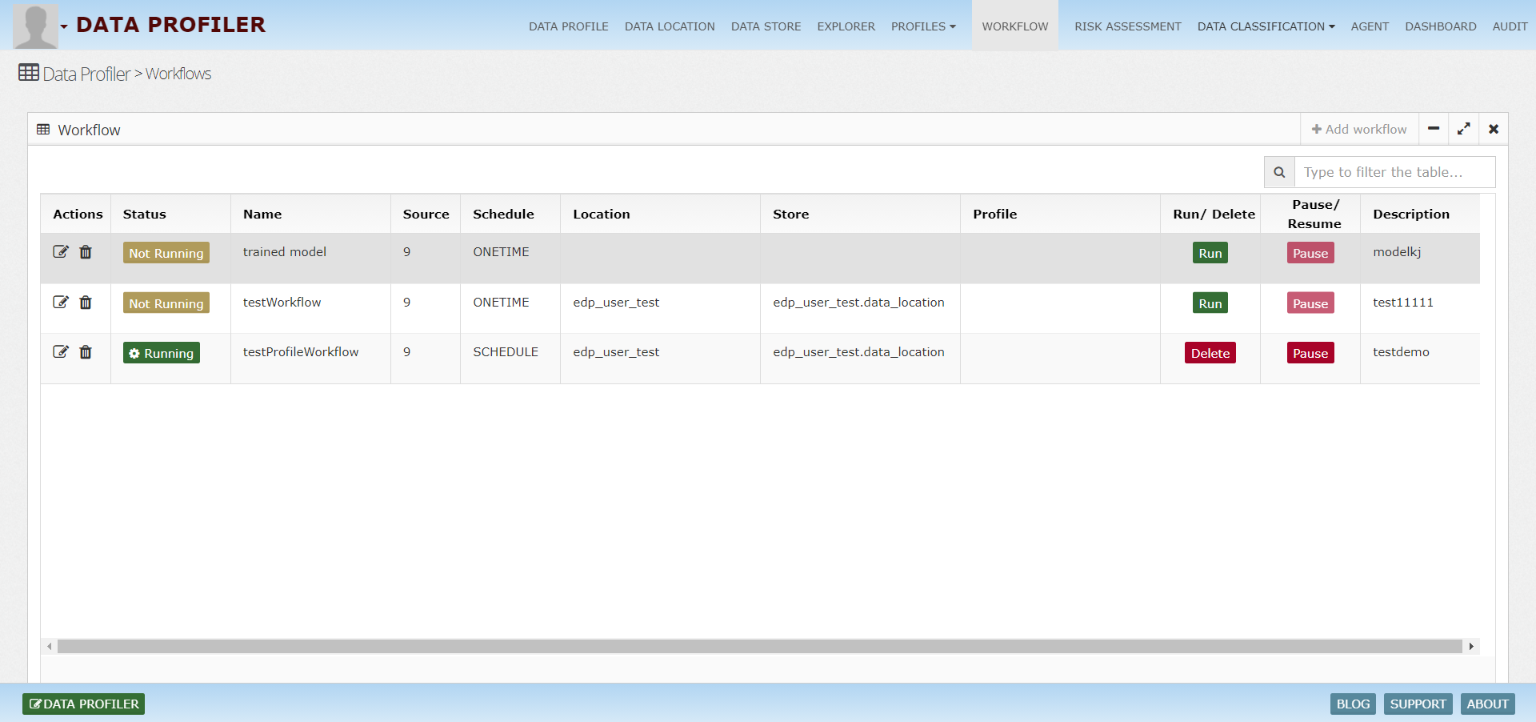 DATA PROFILER
DATA PROFILE DATA LOCATION DATA STORE EXPLORER PROFILES WORKFLOW RISK ASSESSMENT DATA CLASSIFICATION AGENT DASHBOARD AUDIT
Data Profiler > Workflows
Workflow
Add workflow
Type to filter the table...
Actions Status Name Source Schedule Location Store Profile Run/ Delete Pause/ Resume Description
Not Running trained model 9 ONETIME Run Pause modelkj
Not Running testWorkflow 9 ONETIME edp_user_test edp_user_test.data_location Run Pause test11111
Running testProfileWorkflow 9 SCHEDULE edp_user_test edp_user_test.data_location Delete Pause testdemo
DATA PROFILER
BLOG SUPPORT ABOUT